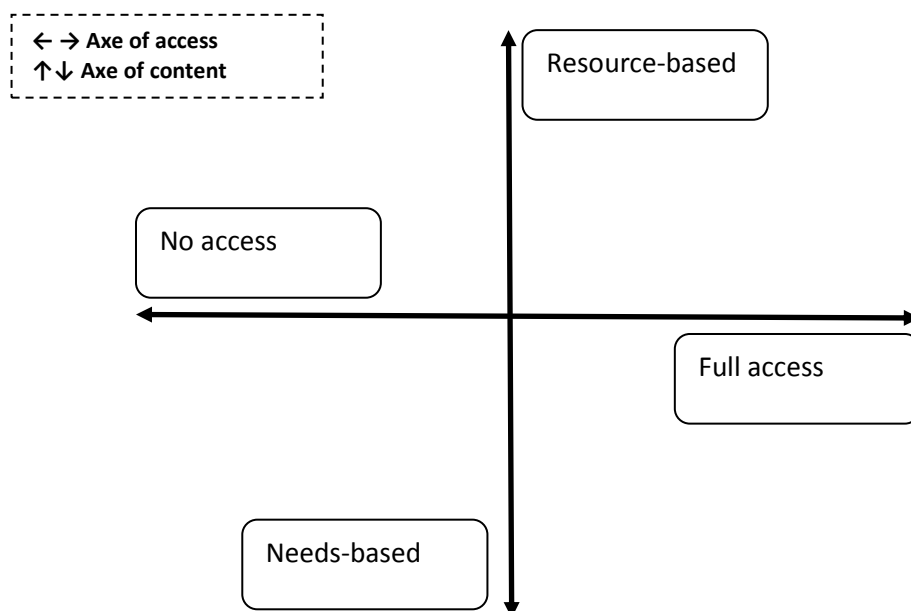 ← → Axe of access
↑↓ Axe of content
Resource-based
No access
Full access
Needs-based